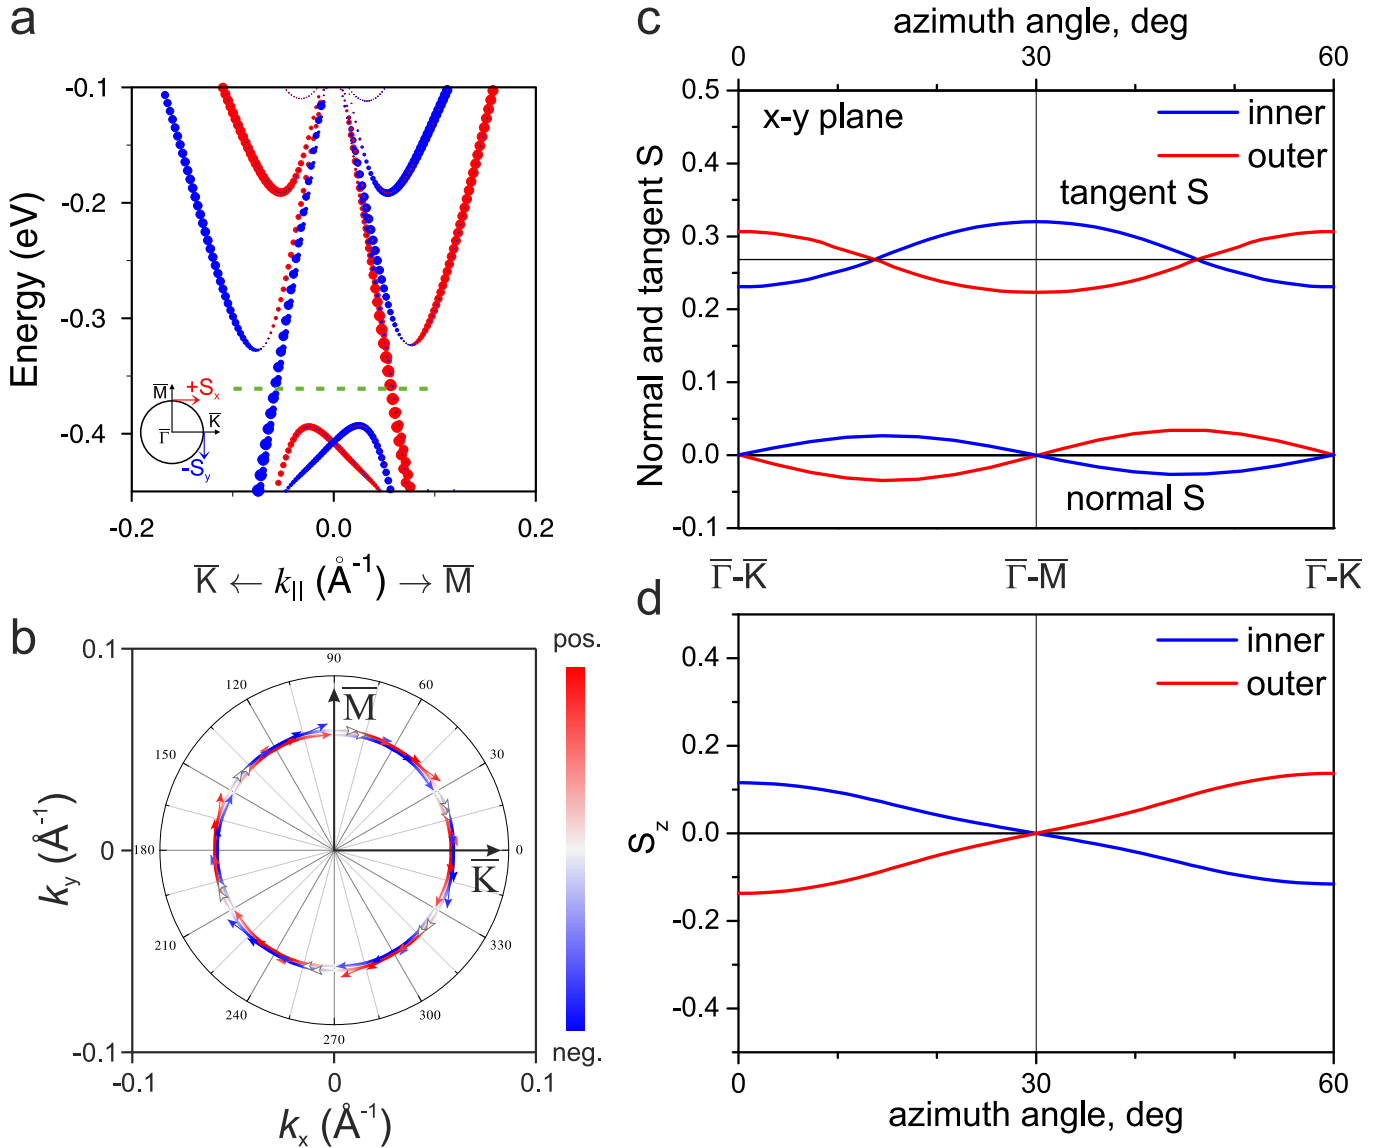 a
-0.1
-0.2
-0.3
-0.4
Energy (eV)
M̅
+Sx
Γ̅
K̅
-Sy
-0.2
0.0
0.2
K̅ ← k|| (Å-1) → M̅
b
0.1
0
-0.1
ky (Å-1)
90
120
60
150
30
180
0
210
330
240
300
270
M̅
K̅
pos.
neg.
-0.1
0
0.1
kx (Å-1)
c
azimuth angle, deg
0
30
60
0.5
0.4
0.3
0.2
0.1
0.0
-0.1
Normal and tangent S
x-y plane
inner
outer
tangent S
normal S
Γ̅-K̅
Γ̅-M̅
Γ̅-K̅
d
0.4
0.2
0.0
-0.2
-0.4
Sz
inner
outer
0
30
60
azimuth angle, deg